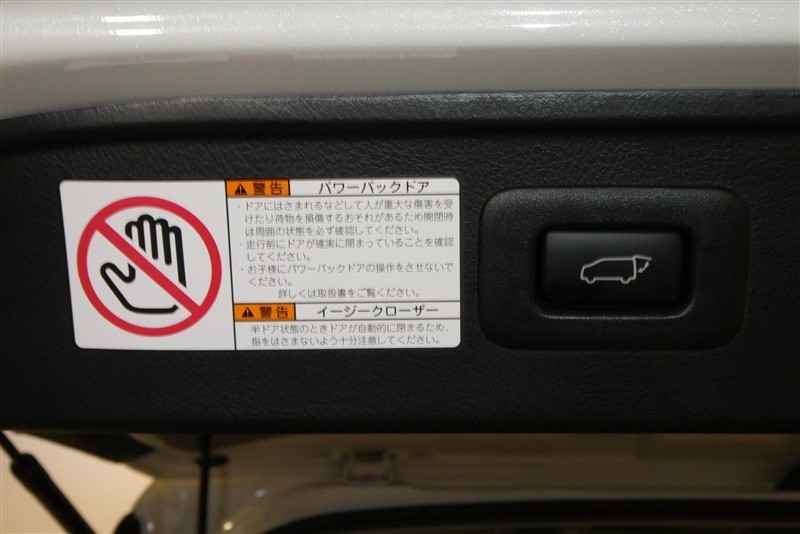 警告 パワーバックドア
・ドアにはさまれるなどして人が重大な傷害を受
けたり荷物を損傷するおそれがあるため開閉時
は周囲の状態を必ず確認してください。
・走行前にドアが確実に閉まっていることを確認
してください。
・お子様にパワーバックドアの操作をさせないで
ください。
詳しくは取扱書をご覧ください。
警告 イージークローザー
半ドア状態のときドアが自動的に閉まるため、
指をはさまないよう十分注意してください。